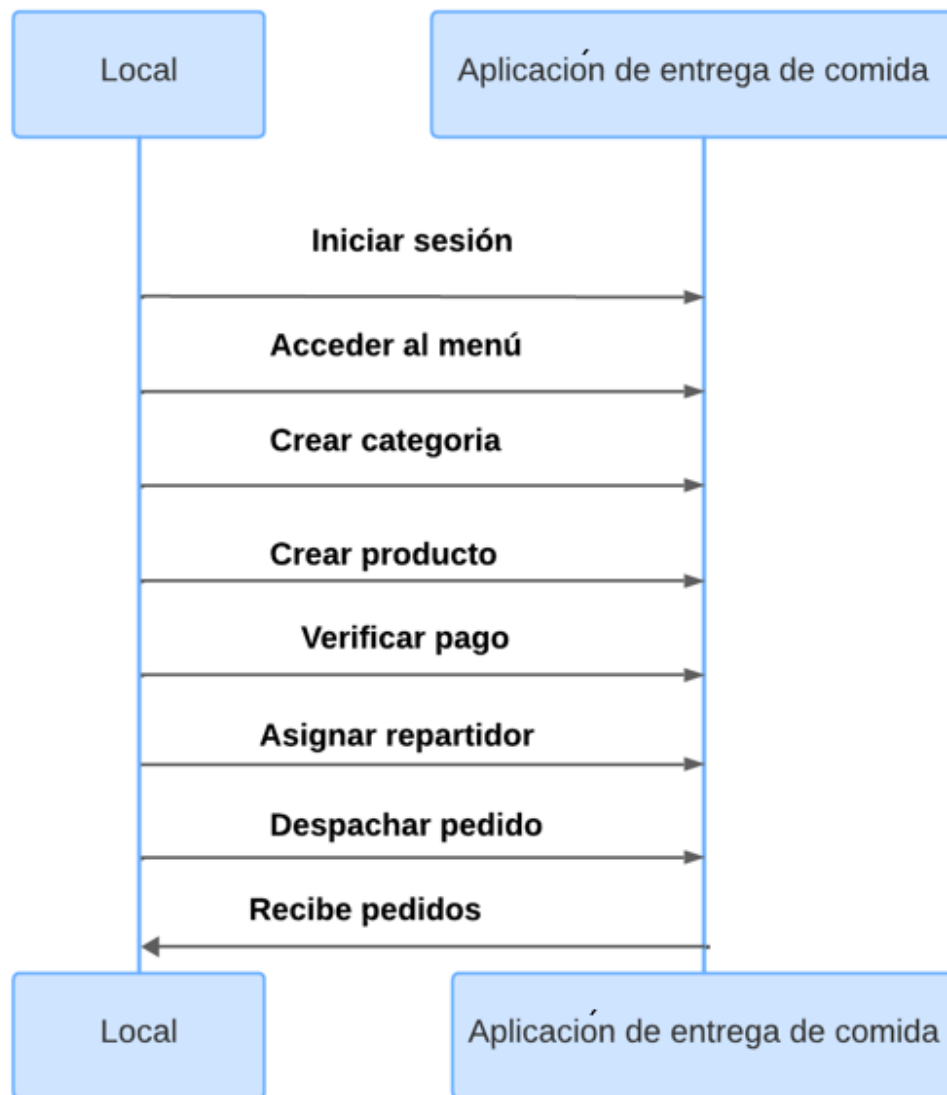 Local
Aplicación de entrega de comida
Iniciar sesión
Acceder al menú
Crear categoria
Crear producto
Verificar pago
Asignar repartidor
Despachar pedido
Recibe pedidos
Local
Aplicación de entrega de comida